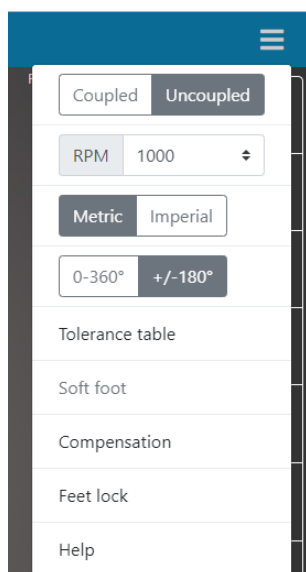 Coupled Uncoupled
RPM 1000
Metric Imperial
0-360° +/-180°
Tolerance table
Soft foot
Compensation
Feet lock
Help